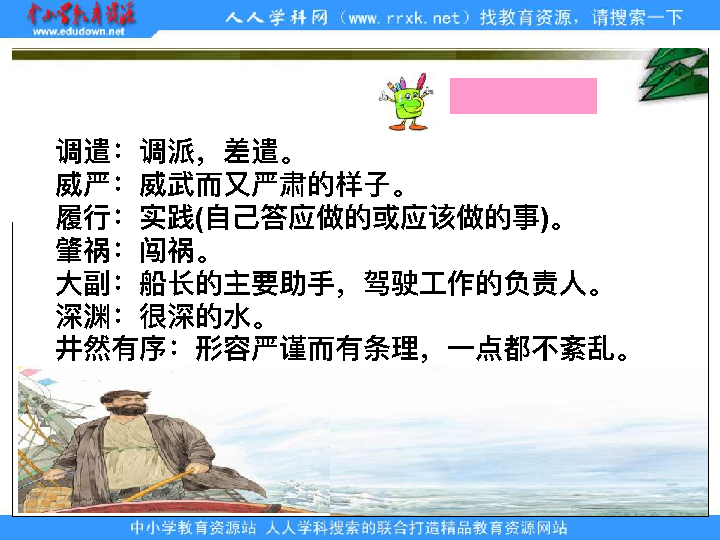 中小学教育资源
www.edudown.net
人人学科网（www.rrxk.net）找教育资源，请搜索一下
调遣：调派，差遣。
威严：威武而又严肃的样子。
履行：实践(自己答应做的或应该做的事)。
肇祸：闯祸。
大副：船长的主要助手，驾驶工作的负责人。
深渊：很深的水。
井然有序：形容严谨而有条理，一点都不紊乱。
中小学教育资源站 人人学科搜索的联合打造精品教育资源网站